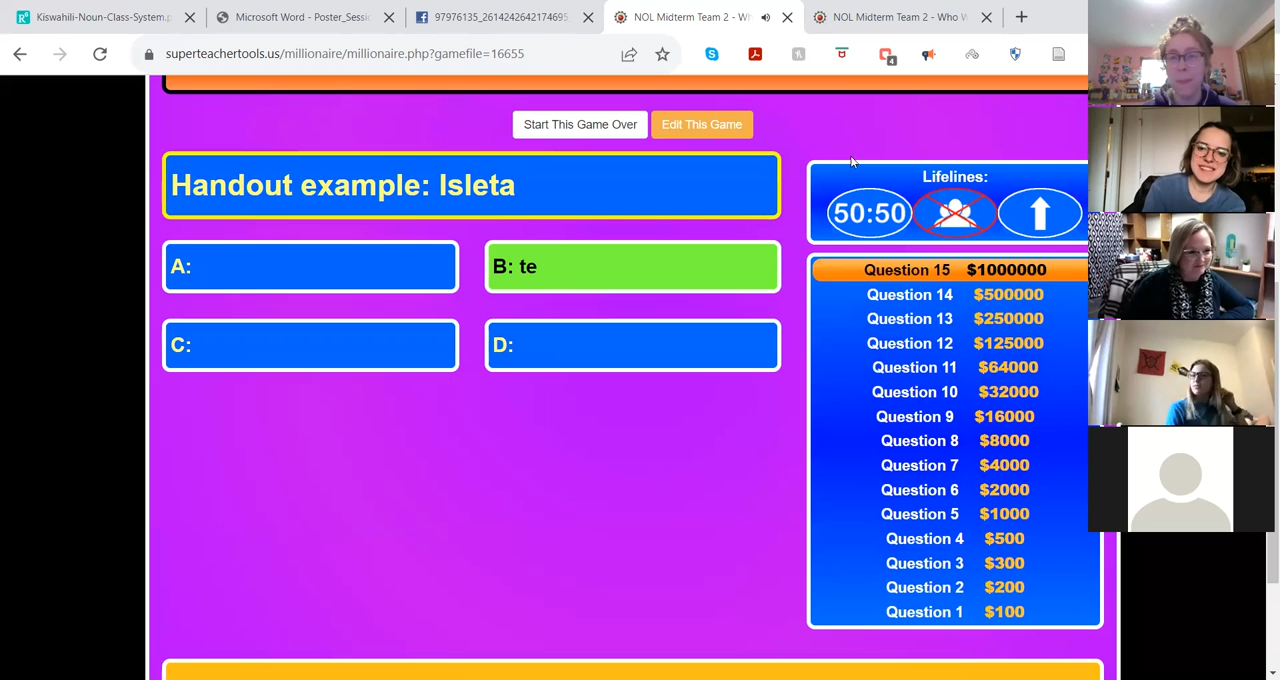 Kiswahili-Noun-Class-System.p
Microsoft Word - Poster_Sessi
97976135_2614242642174695
NOL Midterm Team 2 - Wh
NOL Midterm Team 2 - Who W
superteachertools.us/millionaire/millionaire.php?gamefile=16655
4
Start This Game Over
Edit This Game
Handout example: Isleta
A:
B: te
C:
D:
Lifelines:
50:50
Question 15 $1000000
Question 14 $500000
Question 13 $250000
Question 12 $125000
Question 11 $64000
Question 10 $32000
Question 9 $16000
Question 8 $8000
Question 7 $4000
Question 6 $2000
Question 5 $1000
Question 4 $500
Question 3 $300
Question 2 $200
Question 1 $100